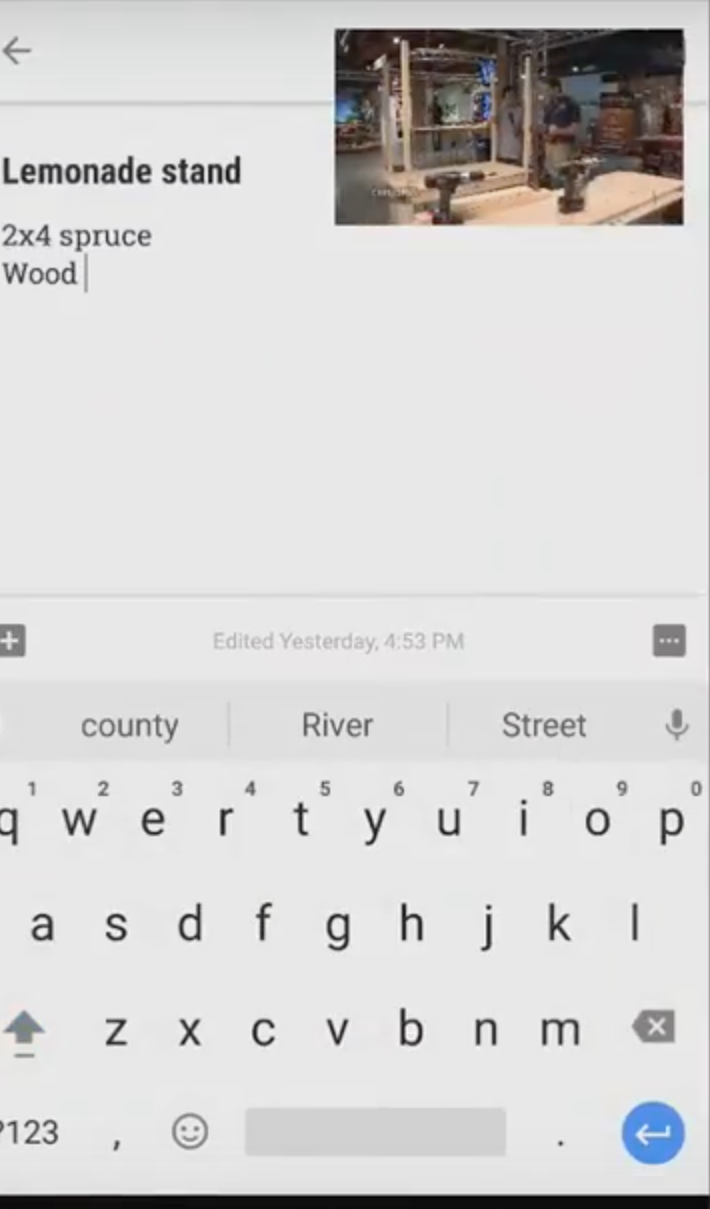 Lemonade stand
2x4 spruce
Wood
Edited Yesterday, 4:53 PM
county River Street
1 2 3 4 5 6 7 8 9 0
q w e r t y u i o p
a s d f g h j k l
z x c v b n m
?123 , .